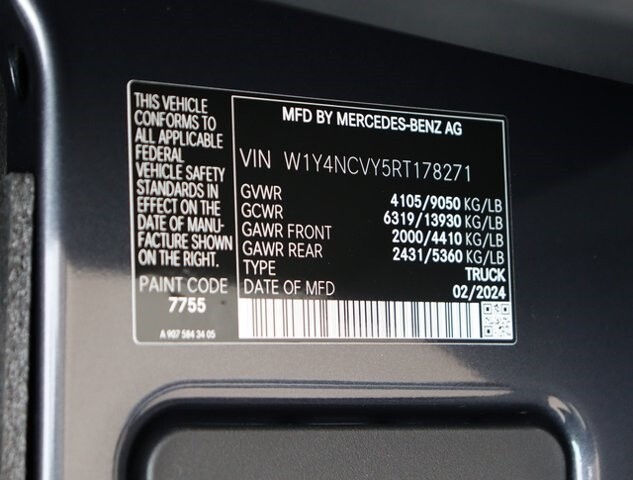 THIS VEHICLE
CONFORMS TO
ALL APPLICABLE
FEDERAL
VEHICLE SAFETY
STANDARDS IN
EFFECT ON THE
DATE OF MANU-
FACTURE SHOWN
ON THE RIGHT.
PAINT CODE
7755
A 907 584 34 05
MFD BY MERCEDES-BENZ AG
VIN W1Y4NCVY5RT178271
GVWR 4105/9050 KG/LB
GCWR 6319/13930 KG/LB
GAWR FRONT 2000/4410 KG/LB
GAWR REAR 2431/5360 KG/LB
TYPE TRUCK
DATE OF MFD 02/2024